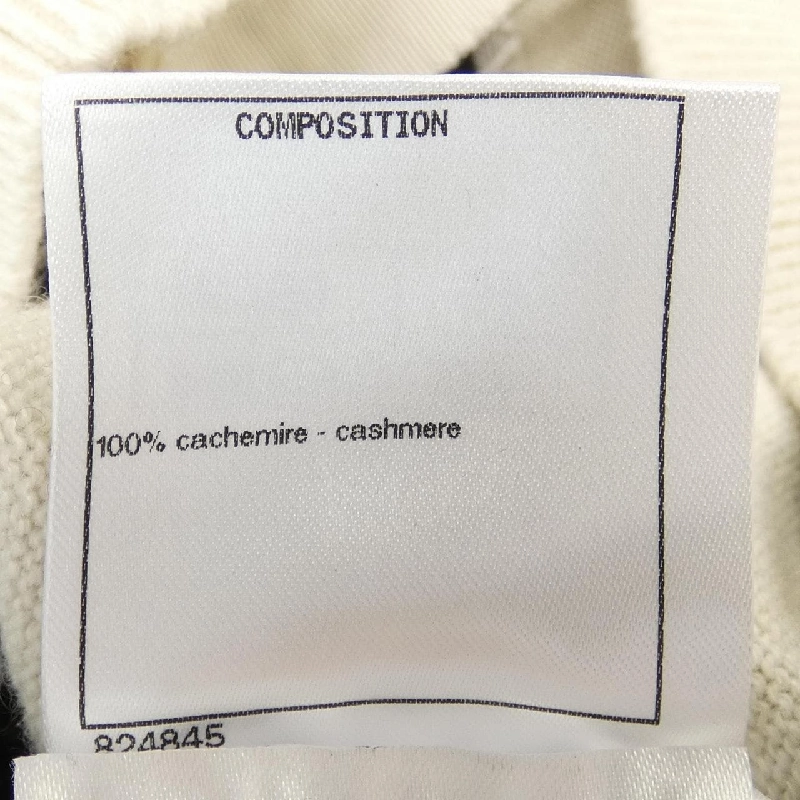 COMPOSITION
100% cachemire - cashmere
824845